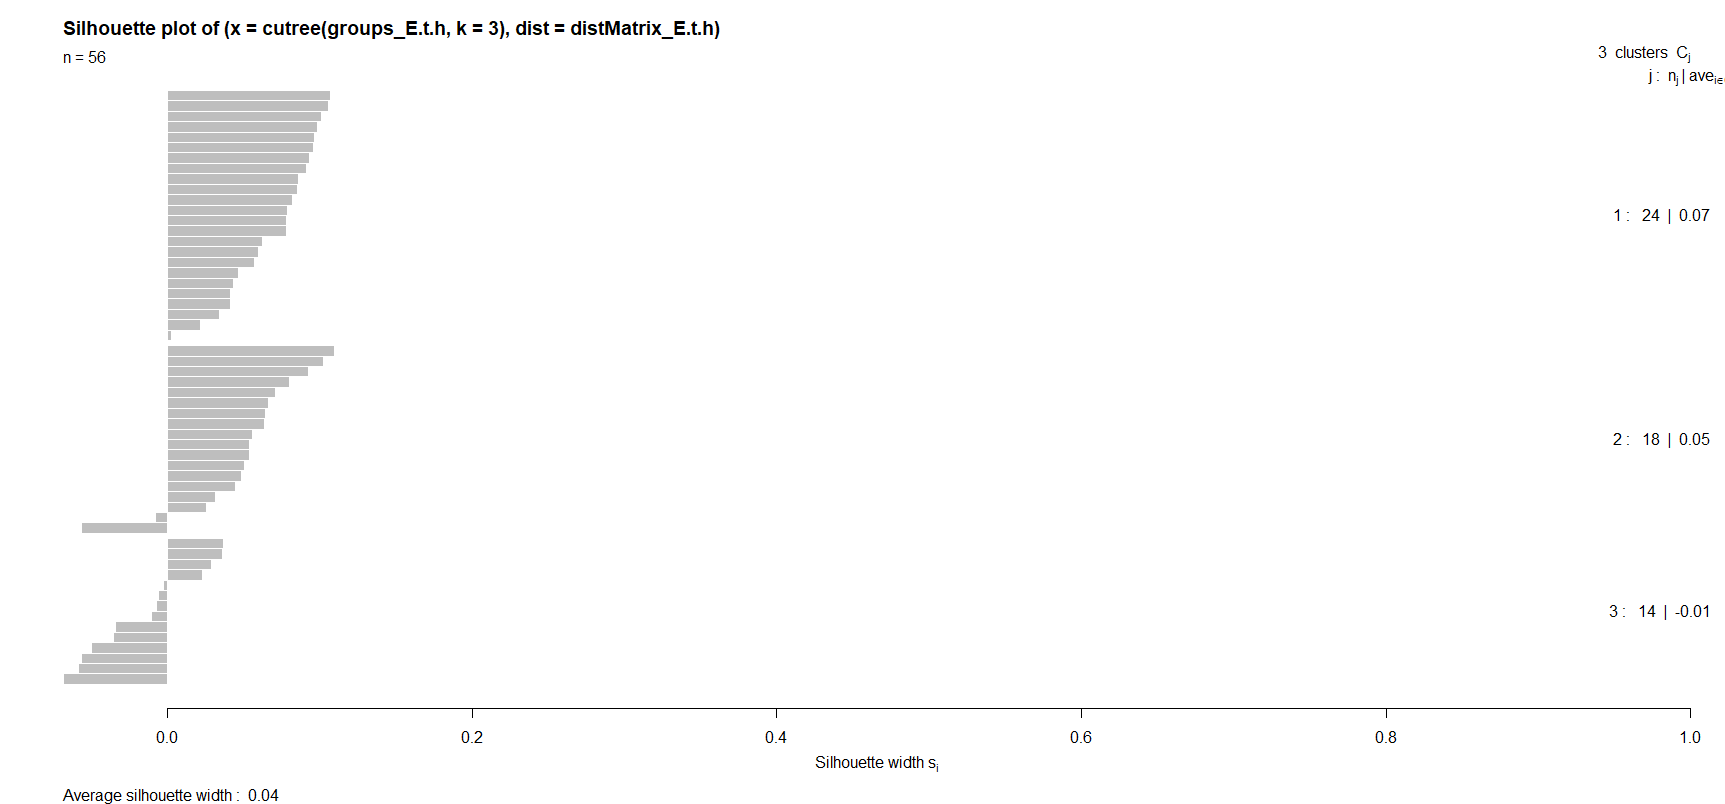 Silhouette plot of (x = cutree(groups_E.t.h, k = 3), dist = distMatrix_E.t.h)
n = 56
3 clusters Cj
j : nj | avei∈
1 : 24 | 0.07
2 : 18 | 0.05
3 : 14 | -0.01
0.0 0.2 0.4 0.6 0.8 1.0
Silhouette width si
Average silhouette width : 0.04